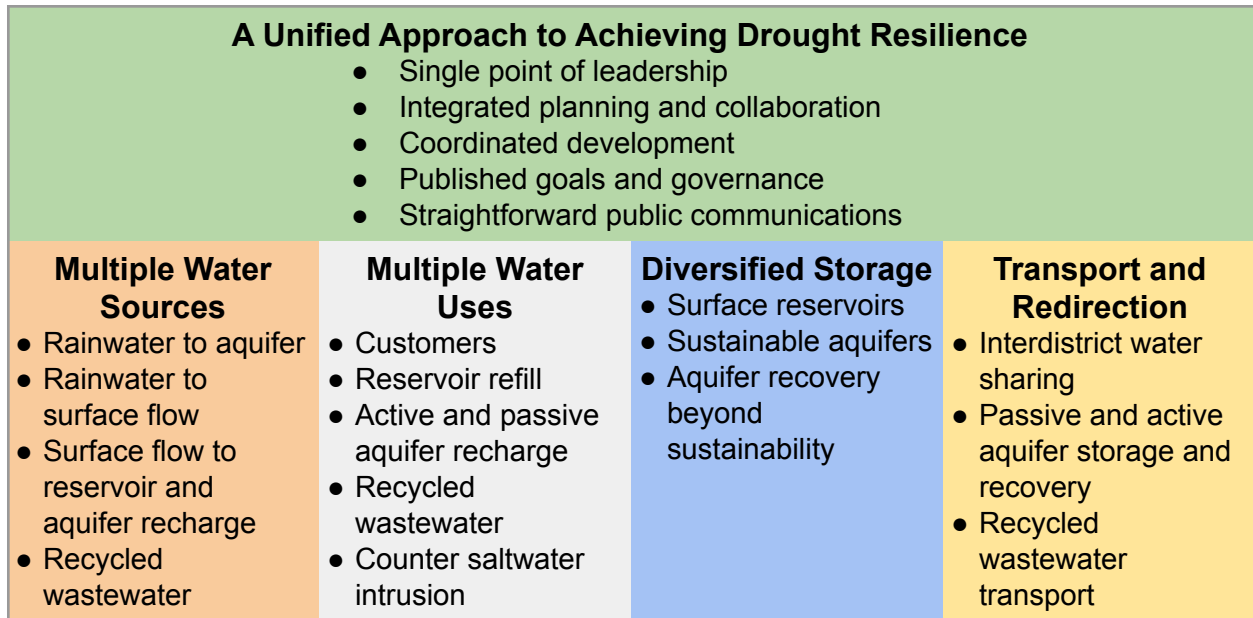 A Unified Approach to Achieving Drought Resilience
● Single point of leadership
● Integrated planning and collaboration
● Coordinated development
● Published goals and governance
● Straightforward public communications
Multiple Water
Sources
● Rainwater to aquifer
● Rainwater to
surface flow
● Surface flow to
reservoir and
aquifer recharge
● Recycled
wastewater
Multiple Water
Uses
● Customers
● Reservoir refill
● Active and passive
aquifer recharge
● Recycled
wastewater
● Counter saltwater
intrusion
Diversified Storage
● Surface reservoirs
● Sustainable aquifers
● Aquifer recovery
beyond
sustainability
Transport and
Redirection
● Interdistrict water
sharing
● Passive and active
aquifer storage and
recovery
● Recycled
wastewater
transport